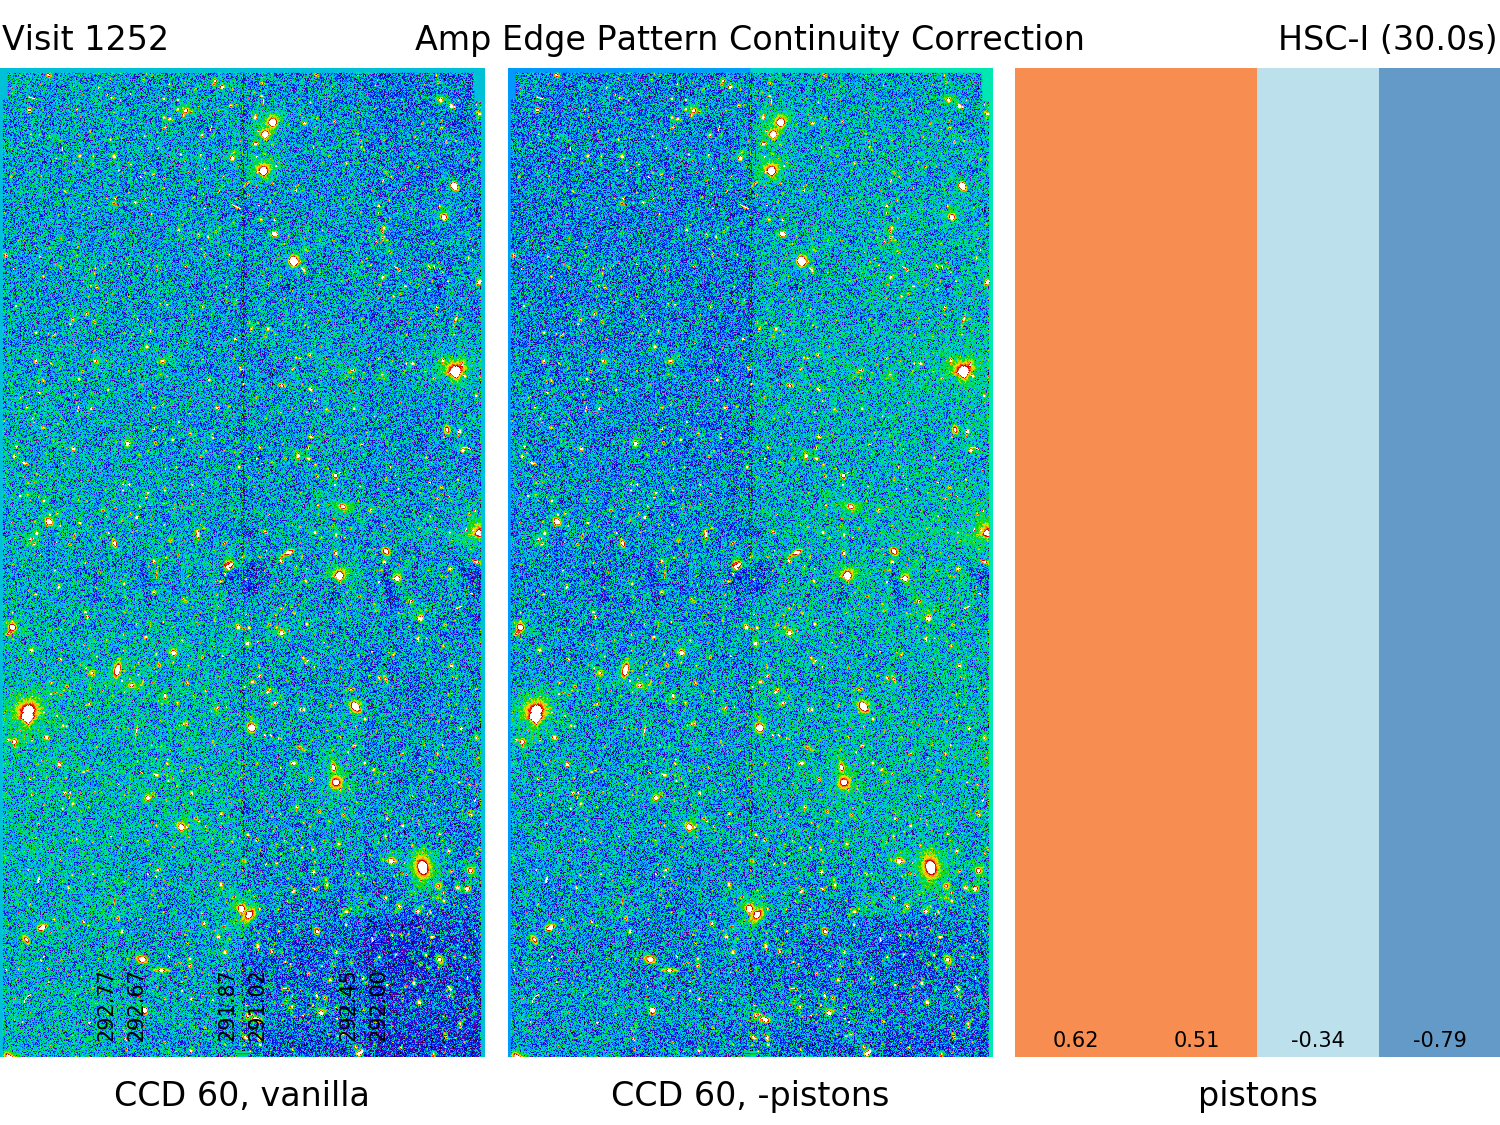 Visit 1252
Amp Edge Pattern Continuity Correction
HSC-I (30.0s)
292.77
292.67
291.87
291.02
292.45
292.00
0.62
0.51
-0.34
-0.79
CCD 60, vanilla
CCD 60, -pistons
pistons